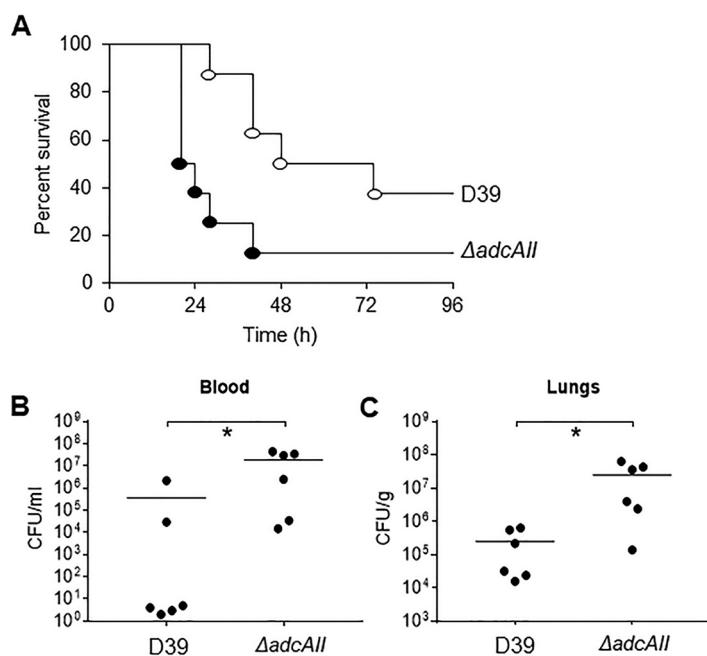 A
100
80
60
40
20
0
Percent survival
D39
ΔadcAII
0 24 48 72 96
Time (h)
B
Blood
10⁹
10⁸
10⁷
10⁶
10⁵
10⁴
10³
10²
10¹
10⁰
CFU/ml
*
D39 ΔadcAII
C
Lungs
10⁹
10⁸
10⁷
10⁶
10⁵
10⁴
10³
CFU/g
*
D39 ΔadcAII